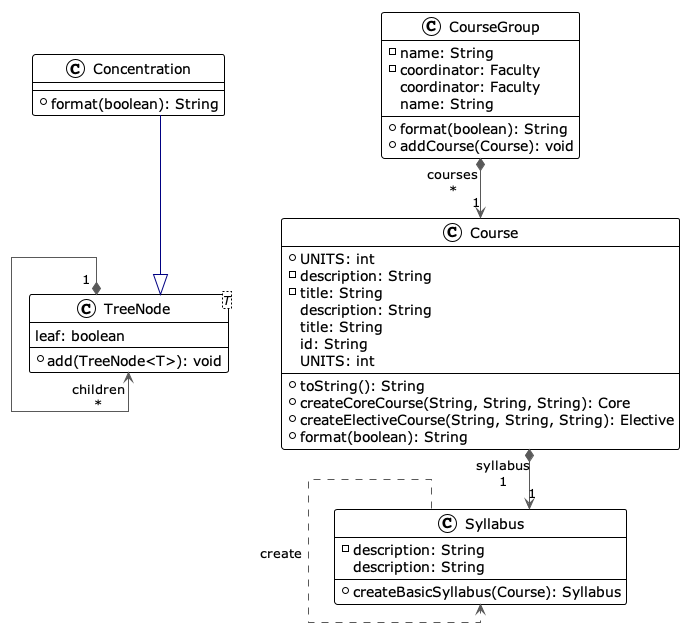 C Concentration
format(boolean): String
C CourseGroup
name: String
coordinator: Faculty
coordinator: Faculty
name: String
format(boolean): String
addCourse(Course): void
courses
*
1
C Course
UNITS: int
description: String
title: String
description: String
title: String
id: String
UNITS: int
toString(): String
createCoreCourse(String, String, String): Core
createElectiveCourse(String, String, String): Elective
format(boolean): String
1
C TreeNode
T
leaf: boolean
add(TreeNode<T>): void
children
*
syllabus
1
1
create
C Syllabus
description: String
description: String
createBasicSyllabus(Course): Syllabus